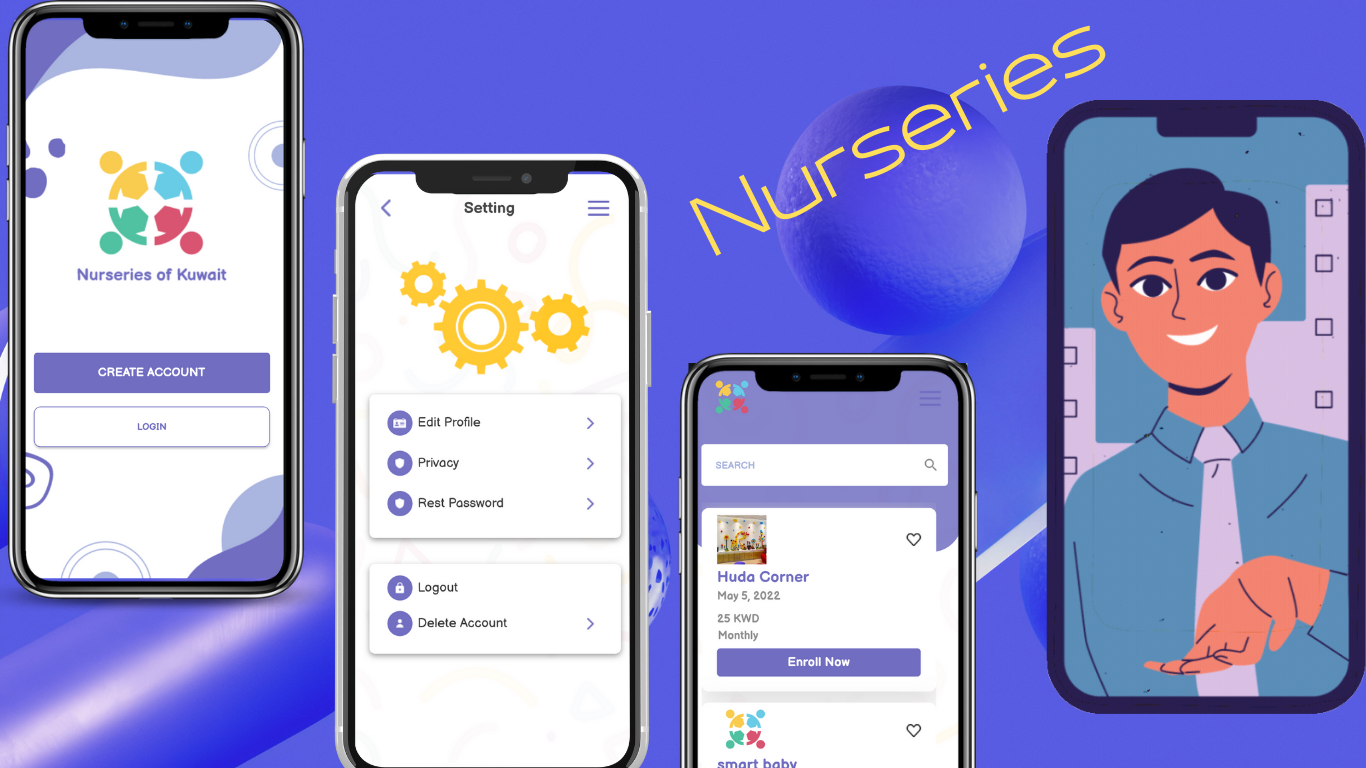 Nurseries of Kuwait
CREATE ACCOUNT
LOGIN
Setting
Edit Profile
Privacy
Rest Password
Logout
Delete Account
Nurseries
SEARCH
Huda Corner
May 5, 2022
25 KWD
Monthly
Enroll Now
smart baby